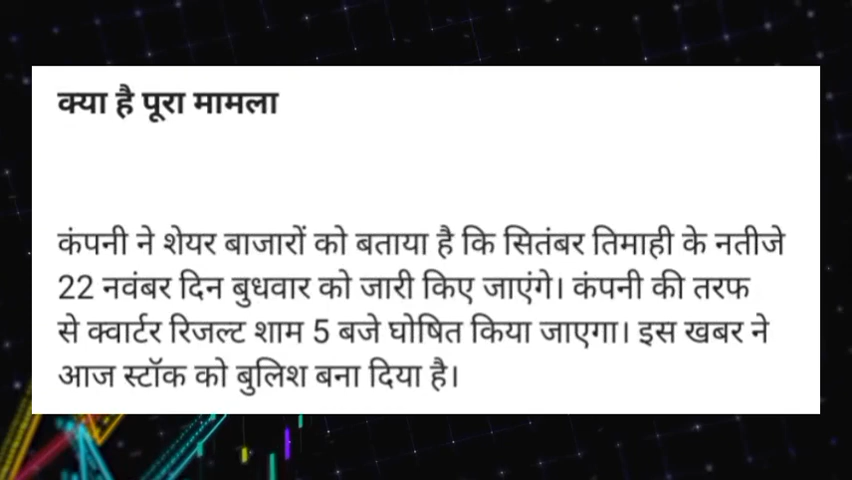 क्या है पूरा मामला
कंपनी ने शेयर बाजारों को बताया है कि सितंबर तिमाही के नतीजे
22 नवंबर दिन बुधवार को जारी किए जाएंगे। कंपनी की तरफ
से क्वार्टर रिजल्ट शाम 5 बजे घोषित किया जाएगा। इस खबर ने
आज स्टॉक को बुलिश बना दिया है।